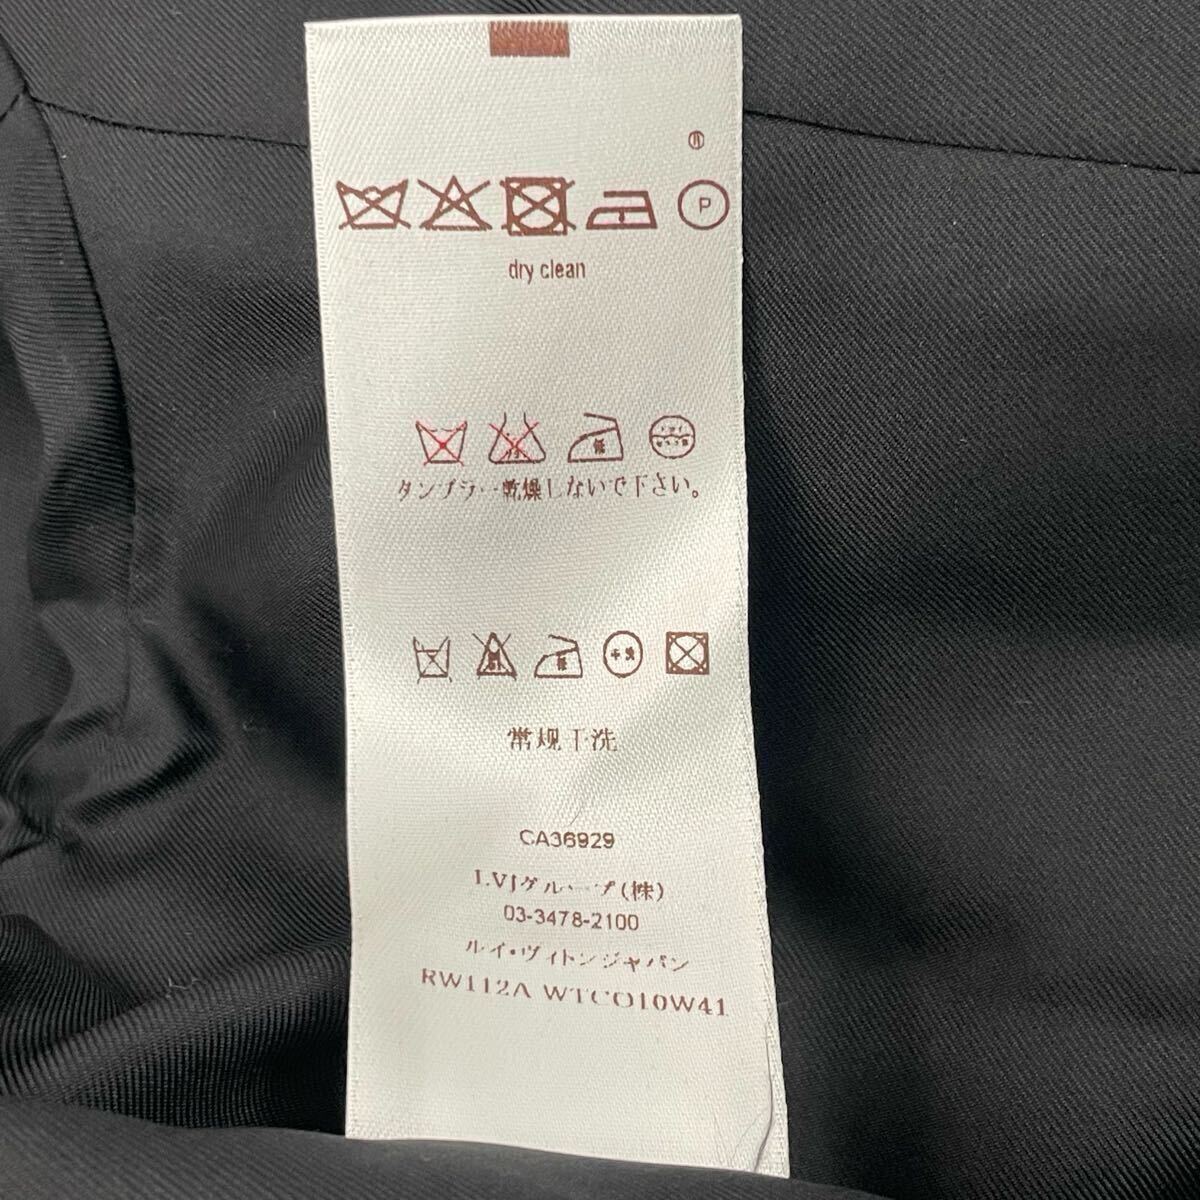 P
dry clean
タンブラー乾燥しないで下さい。
常规干洗
CA36929
LVJグループ(株)
03-3478-2100
ルイ・ヴィトンジャパン
RW112A WTCO10W41